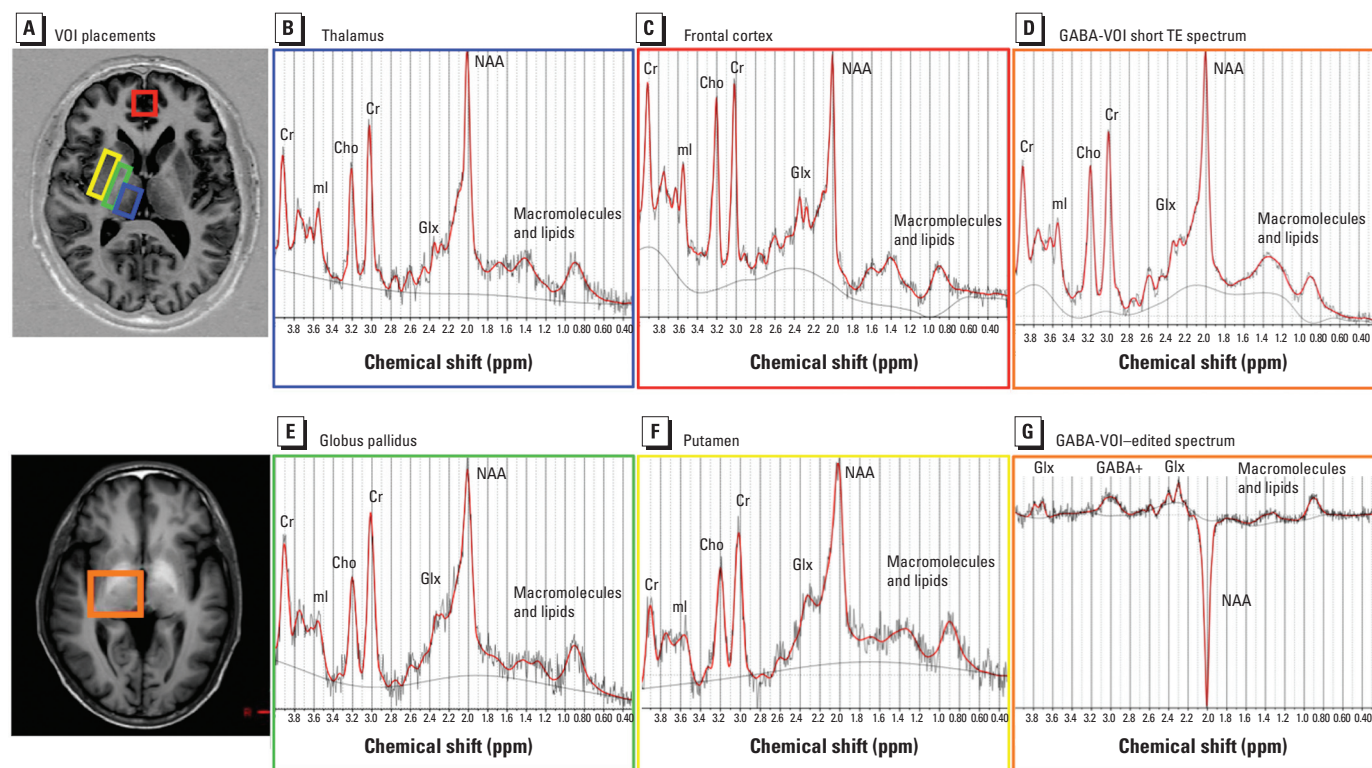 A VOI placements
B Thalamus
Cr
ml
Cho
Cr
NAA
Glx
Macromolecules
and lipids
3.8 3.6 3.4 3.2 3.0 2.8 2.6 2.4 2.2 2.0 1.8 1.6 1.4 1.2 1.0 0.80 0.60 0.40
Chemical shift (ppm)
C Frontal cortex
Cr
ml
Cho
Cr
NAA
Glx
Macromolecules
and lipids
3.8 3.6 3.4 3.2 3.0 2.8 2.6 2.4 2.2 2.0 1.8 1.6 1.4 1.2 1.0 0.80 0.60 0.40
Chemical shift (ppm)
D GABA-VOI short TE spectrum
Cr
ml
Cho
Cr
NAA
Glx
Macromolecules
and lipids
3.8 3.6 3.4 3.2 3.0 2.8 2.6 2.4 2.2 2.0 1.8 1.6 1.4 1.2 1.0 0.80 0.60 0.40
Chemical shift (ppm)
E Globus pallidus
Cr
ml
Cho
Cr
NAA
Glx
Macromolecules
and lipids
3.8 3.6 3.4 3.2 3.0 2.8 2.6 2.4 2.2 2.0 1.8 1.6 1.4 1.2 1.0 0.80 0.60 0.40
Chemical shift (ppm)
F Putamen
Cr
ml
Cho
Cr
NAA
Glx
Macromolecules
and lipids
3.8 3.6 3.4 3.2 3.0 2.8 2.6 2.4 2.2 2.0 1.8 1.6 1.4 1.2 1.0 0.80 0.60 0.40
Chemical shift (ppm)
G GABA-VOI–edited spectrum
Glx
GABA+
Glx
Macromolecules
and lipids
NAA
3.8 3.6 3.4 3.2 3.0 2.8 2.6 2.4 2.2 2.0 1.8 1.6 1.4 1.2 1.0 0.80 0.60 0.40
Chemical shift (ppm)